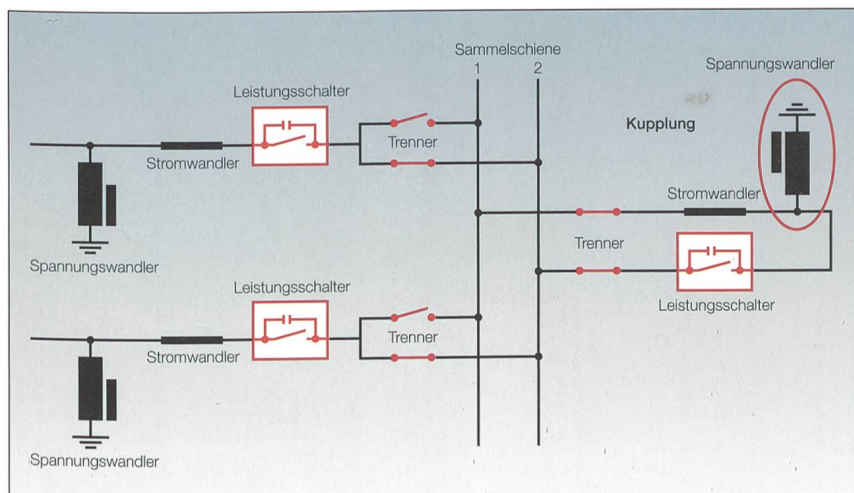 Sammelschiene
1 2
Spannungswandler
Leistungsschalter
Kupplung
Stromwandler
Trenner
Stromwandler
Spannungswandler
Trenner
Leistungsschalter
Leistungsschalter
Stromwandler
Trenner
Spannungswandler